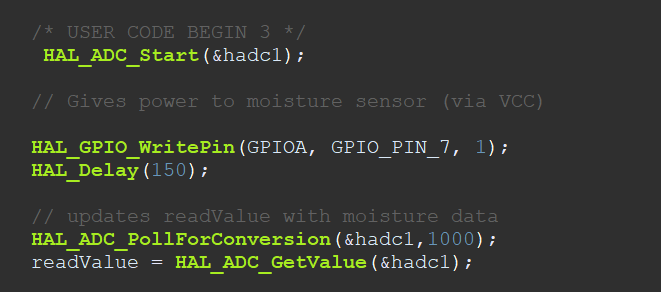 /* USER CODE BEGIN 3 */
HAL_ADC_Start(&hadc1);
// Gives power to moisture sensor (via VCC)
HAL_GPIO_WritePin(GPIOA, GPIO_PIN_7, 1);
HAL_Delay(150);
// updates readValue with moisture data
HAL_ADC_PollForConversion(&hadc1,1000);
readValue = HAL_ADC_GetValue(&hadc1);